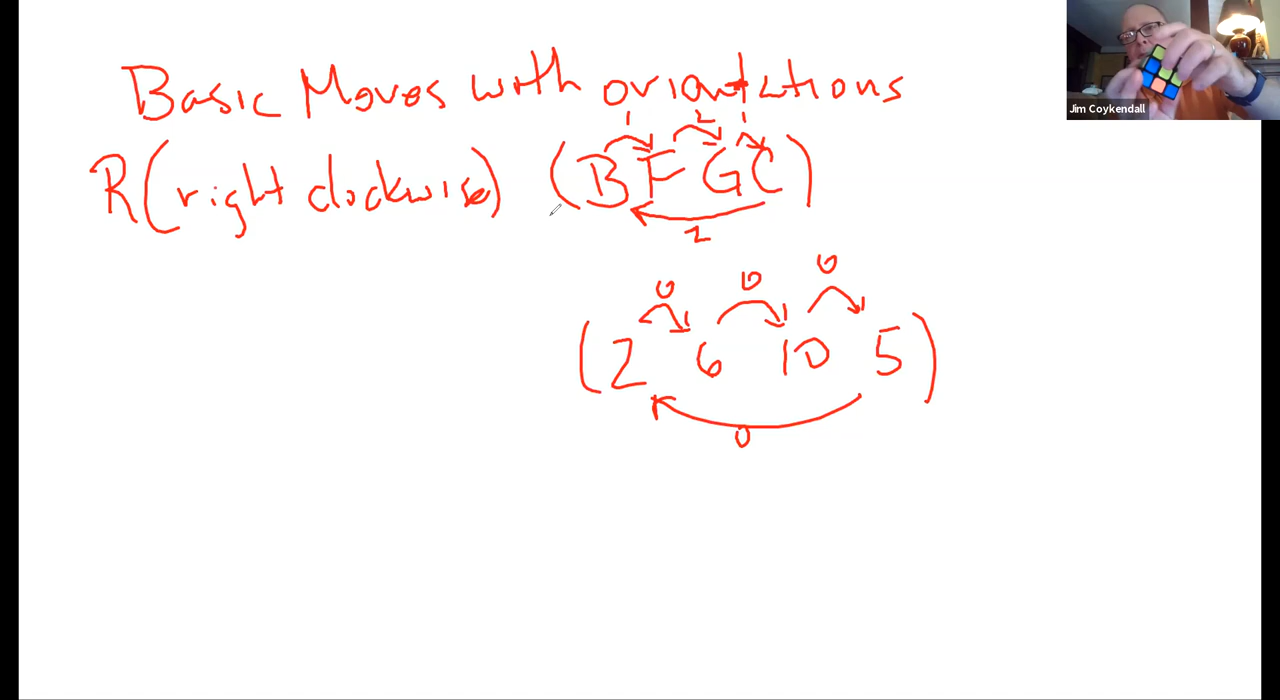 Basic Moves with orientations
Jim Coykendall
1 2 1
R(right clockwise) (B F G C)
2
0 0 0
(2 6 10 5)
0